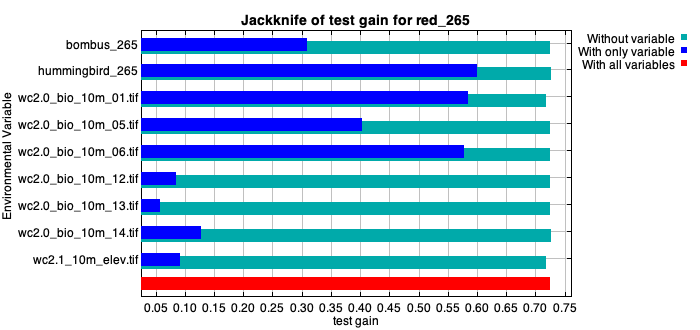 Jackknife of test gain for red_265
Without variable
With only variable
With all variables
Environmental Variable
bombus_265
hummingbird_265
wc2.0_bio_10m_01.tif
wc2.0_bio_10m_05.tif
wc2.0_bio_10m_06.tif
wc2.0_bio_10m_12.tif
wc2.0_bio_10m_13.tif
wc2.0_bio_10m_14.tif
wc2.1_10m_elev.tif
0.05 0.10 0.15 0.20 0.25 0.30 0.35 0.40 0.45 0.50 0.55 0.60 0.65 0.70 0.75
test gain